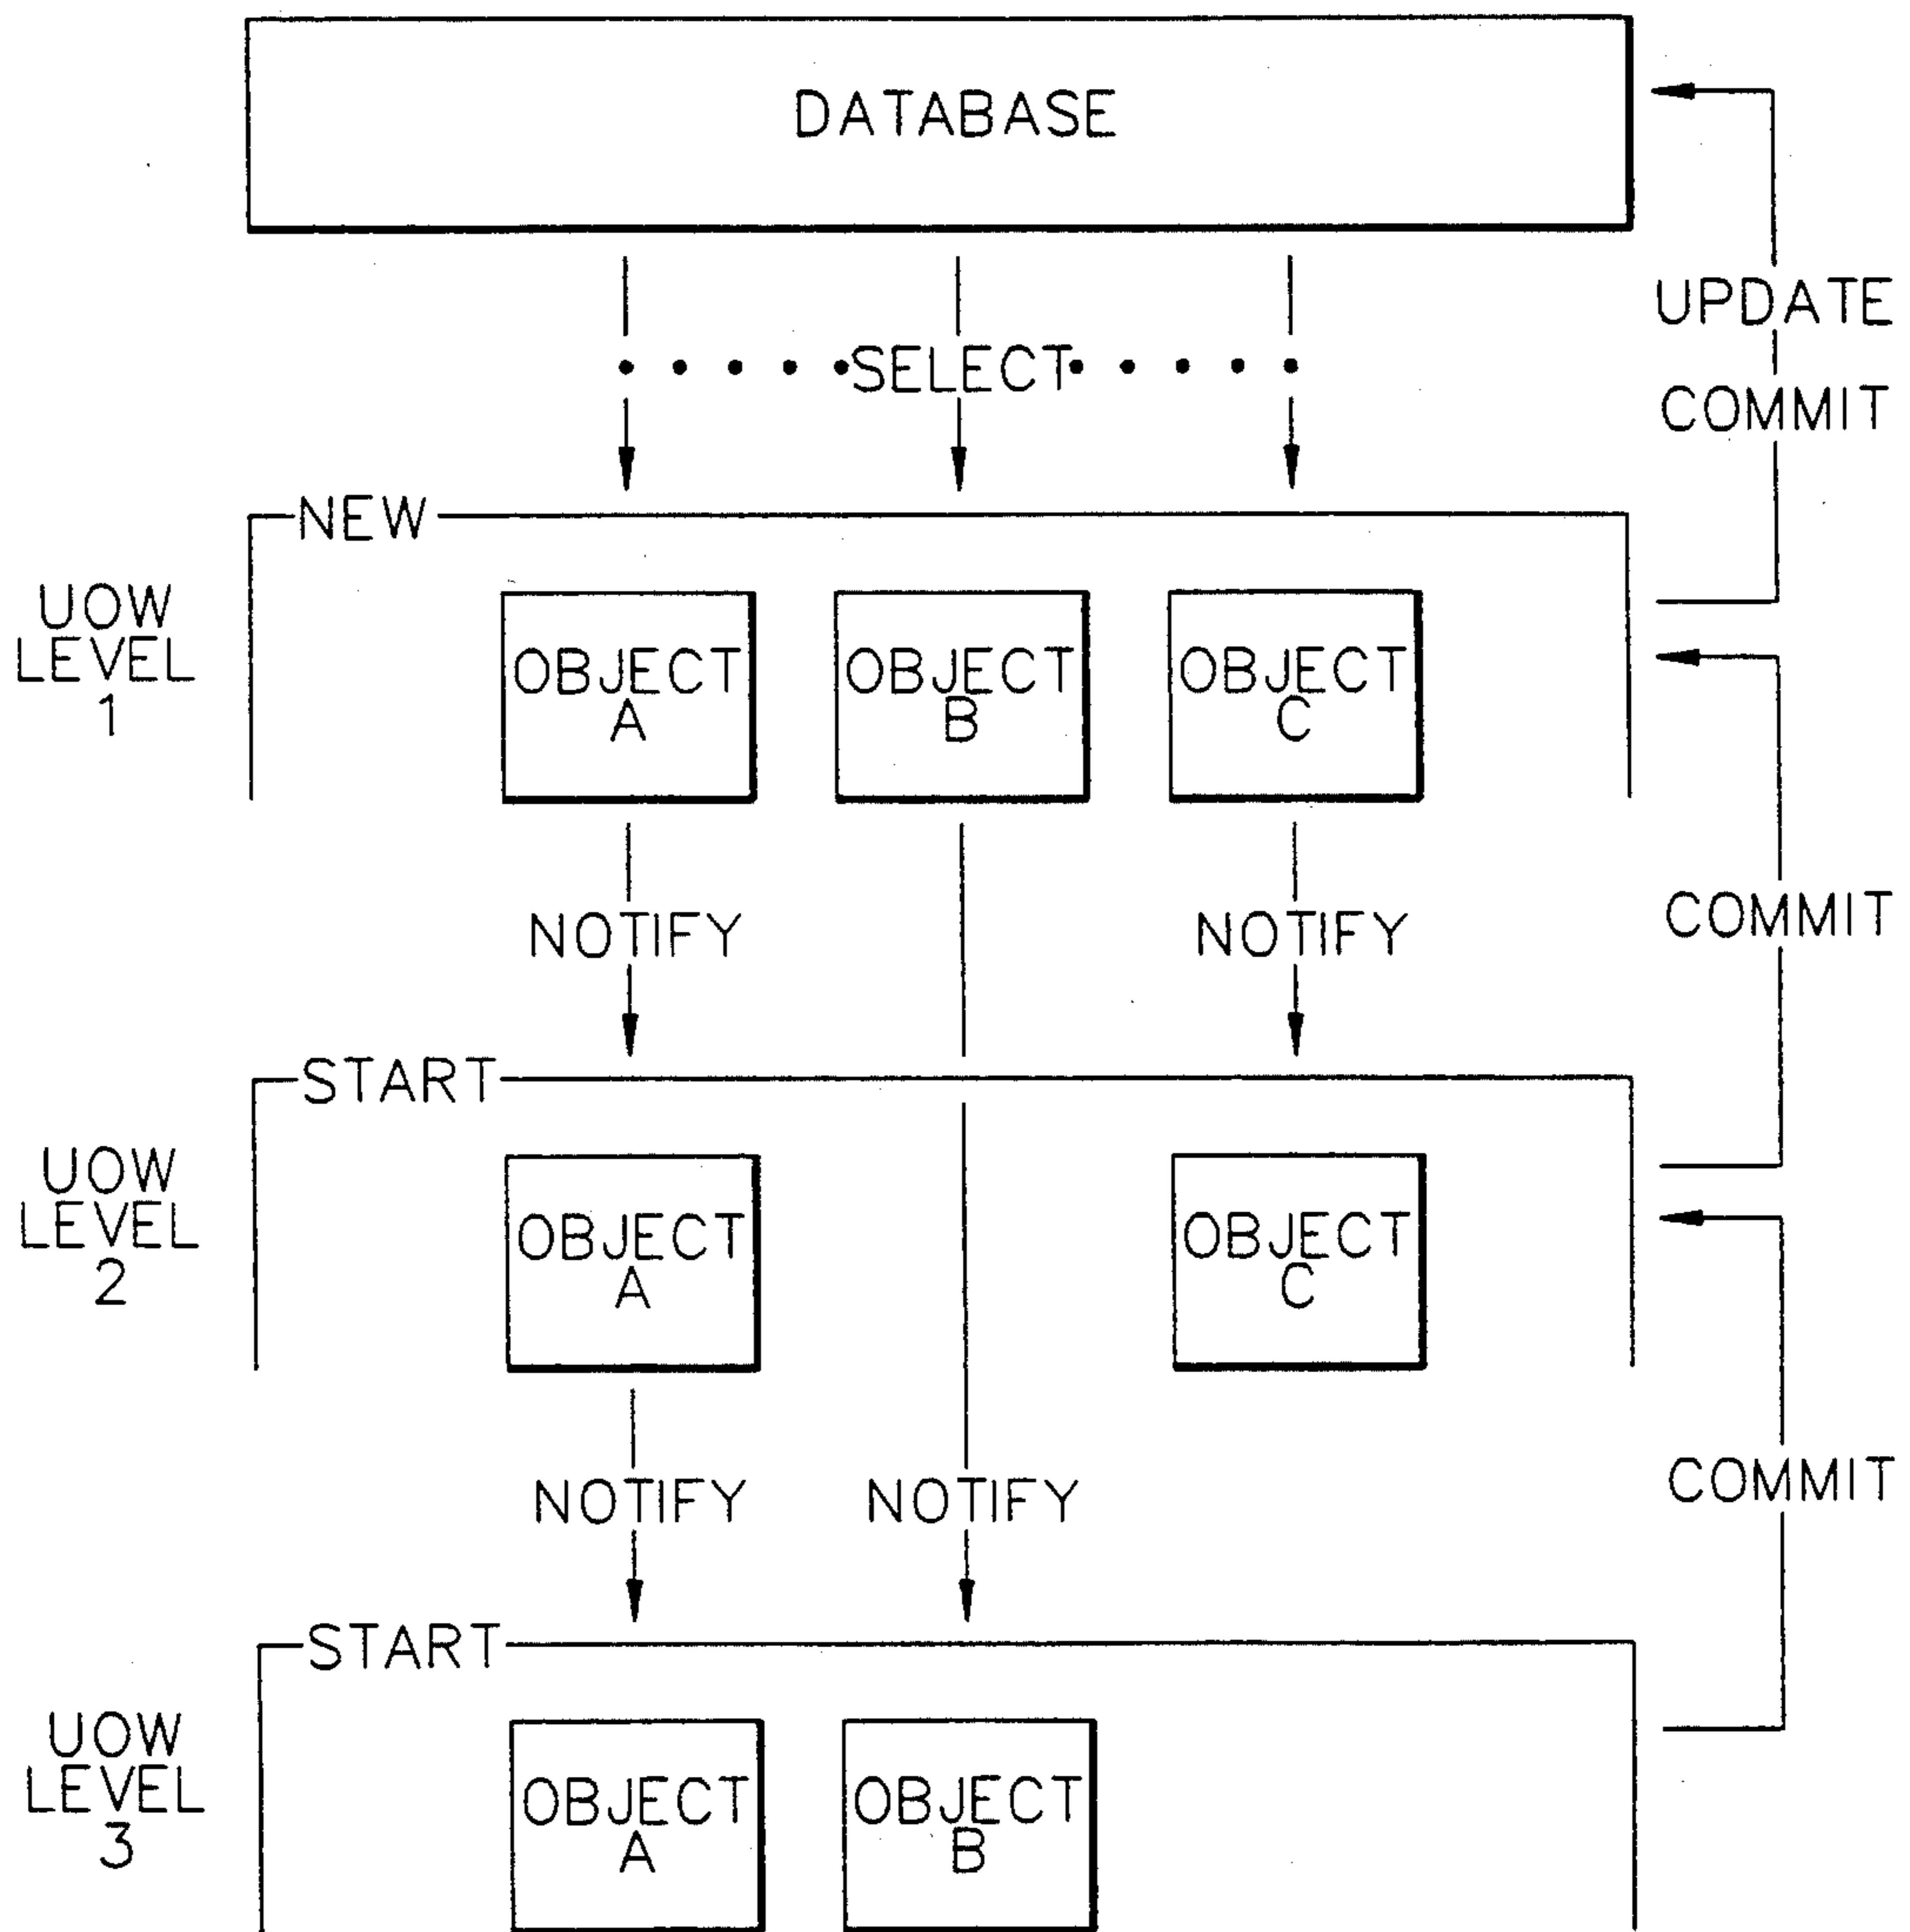 DATABASE
UPDATE
SELECT
COMMIT
NEW
UOW
LEVEL
1
OBJECT
A
OBJECT
B
OBJECT
C
NOTIFY
NOTIFY
COMMIT
START
UOW
LEVEL
2
OBJECT
A
OBJECT
C
NOTIFY
NOTIFY
COMMIT
START
UOW
LEVEL
3
OBJECT
A
OBJECT
B